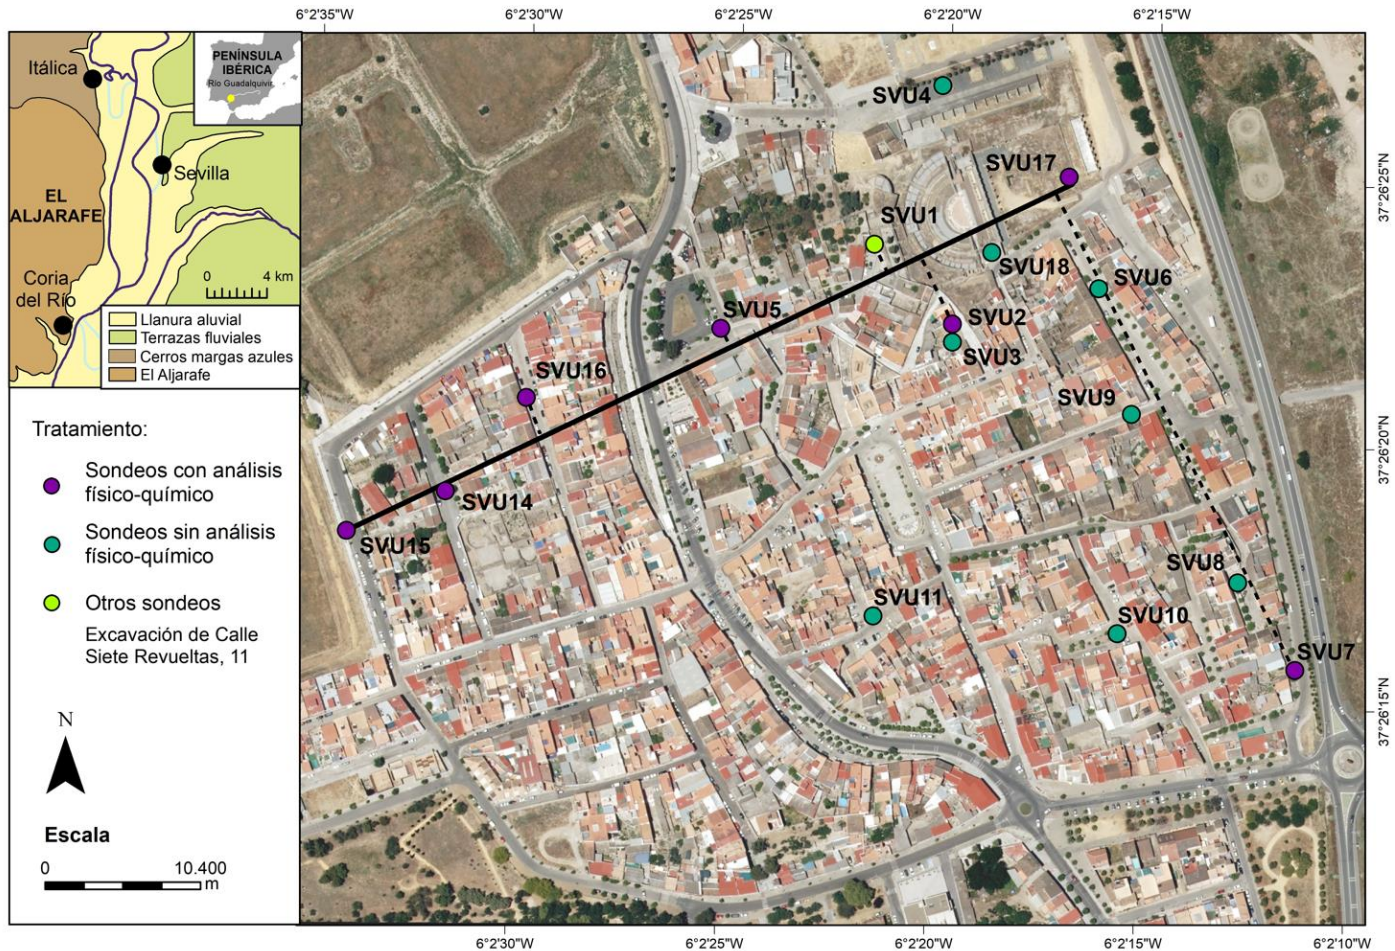 6°2'35"W
6°2'30"W
6°2'25"W
6°2'20"W
6°2'15"W
Itálica
PENÍNSULA
IBÉRICA
Río Guadalquivir
Sevilla
EL
ALJARAFE
Coria
del Río
0 4 km
Llanura aluvial
Terrazas fluviales
Cerros margas azules
El Aljarafe
Tratamiento:
Sondeos con análisis
físico-químico
Sondeos sin análisis
físico-químico
Otros sondeos
Excavación de Calle
Siete Revueltas, 11
N
Escala
0 10.400
m
SVU4
SVU17
SVU1
SVU18
SVU6
SVU5
SVU2
SVU3
SVU16
SVU9
SVU14
SVU15
SVU8
SVU11
SVU10
SVU7
37°26'25"N
37°26'20"N
37°26'15"N
6°2'30"W
6°2'25"W
6°2'20"W
6°2'15"W
6°2'10"W